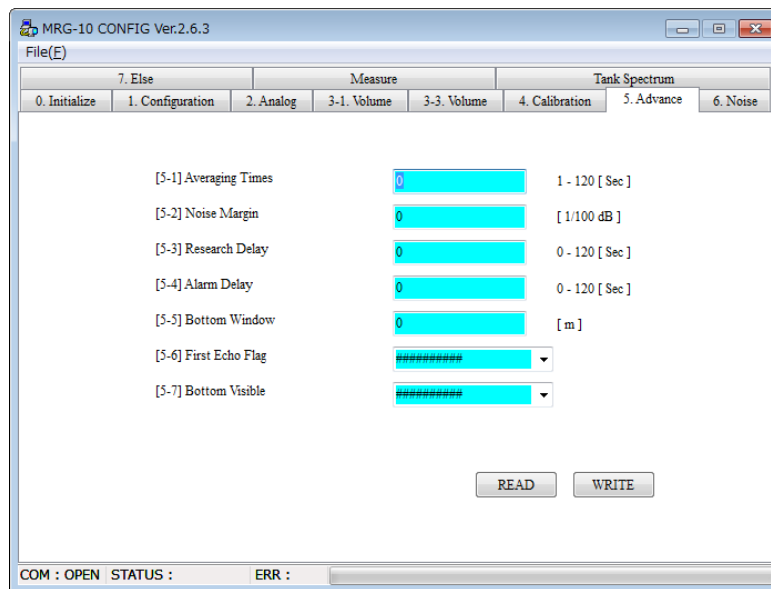 MRG-10 CONFIG Ver.2.6.3
File(F)
7. Else Measure Tank Spectrum
0. Initialize 1. Configuration 2. Analog 3-1. Volume 3-3. Volume 4. Calibration 5. Advance 6. Noise
[5-1] Averaging Times 0 1 - 120 [ Sec ]
[5-2] Noise Margin 0 [ 1/100 dB ]
[5-3] Research Delay 0 0 - 120 [ Sec ]
[5-4] Alarm Delay 0 0 - 120 [ Sec ]
[5-5] Bottom Window 0 [ m ]
[5-6] First Echo Flag ##########
[5-7] Bottom Visible ##########
READ WRITE
COM : OPEN STATUS : ERR :